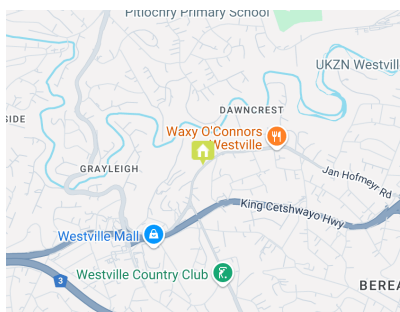 Pitlochry Primary School
UKZN Westvill
SIDE
DAWNCREST
Waxy O'Connors
Westville
GRAYLEIGH
Jan Hofmeyr Rd
King Cetshwayo Hwy
Westville Mall
Westville Country Club
3
BEREA